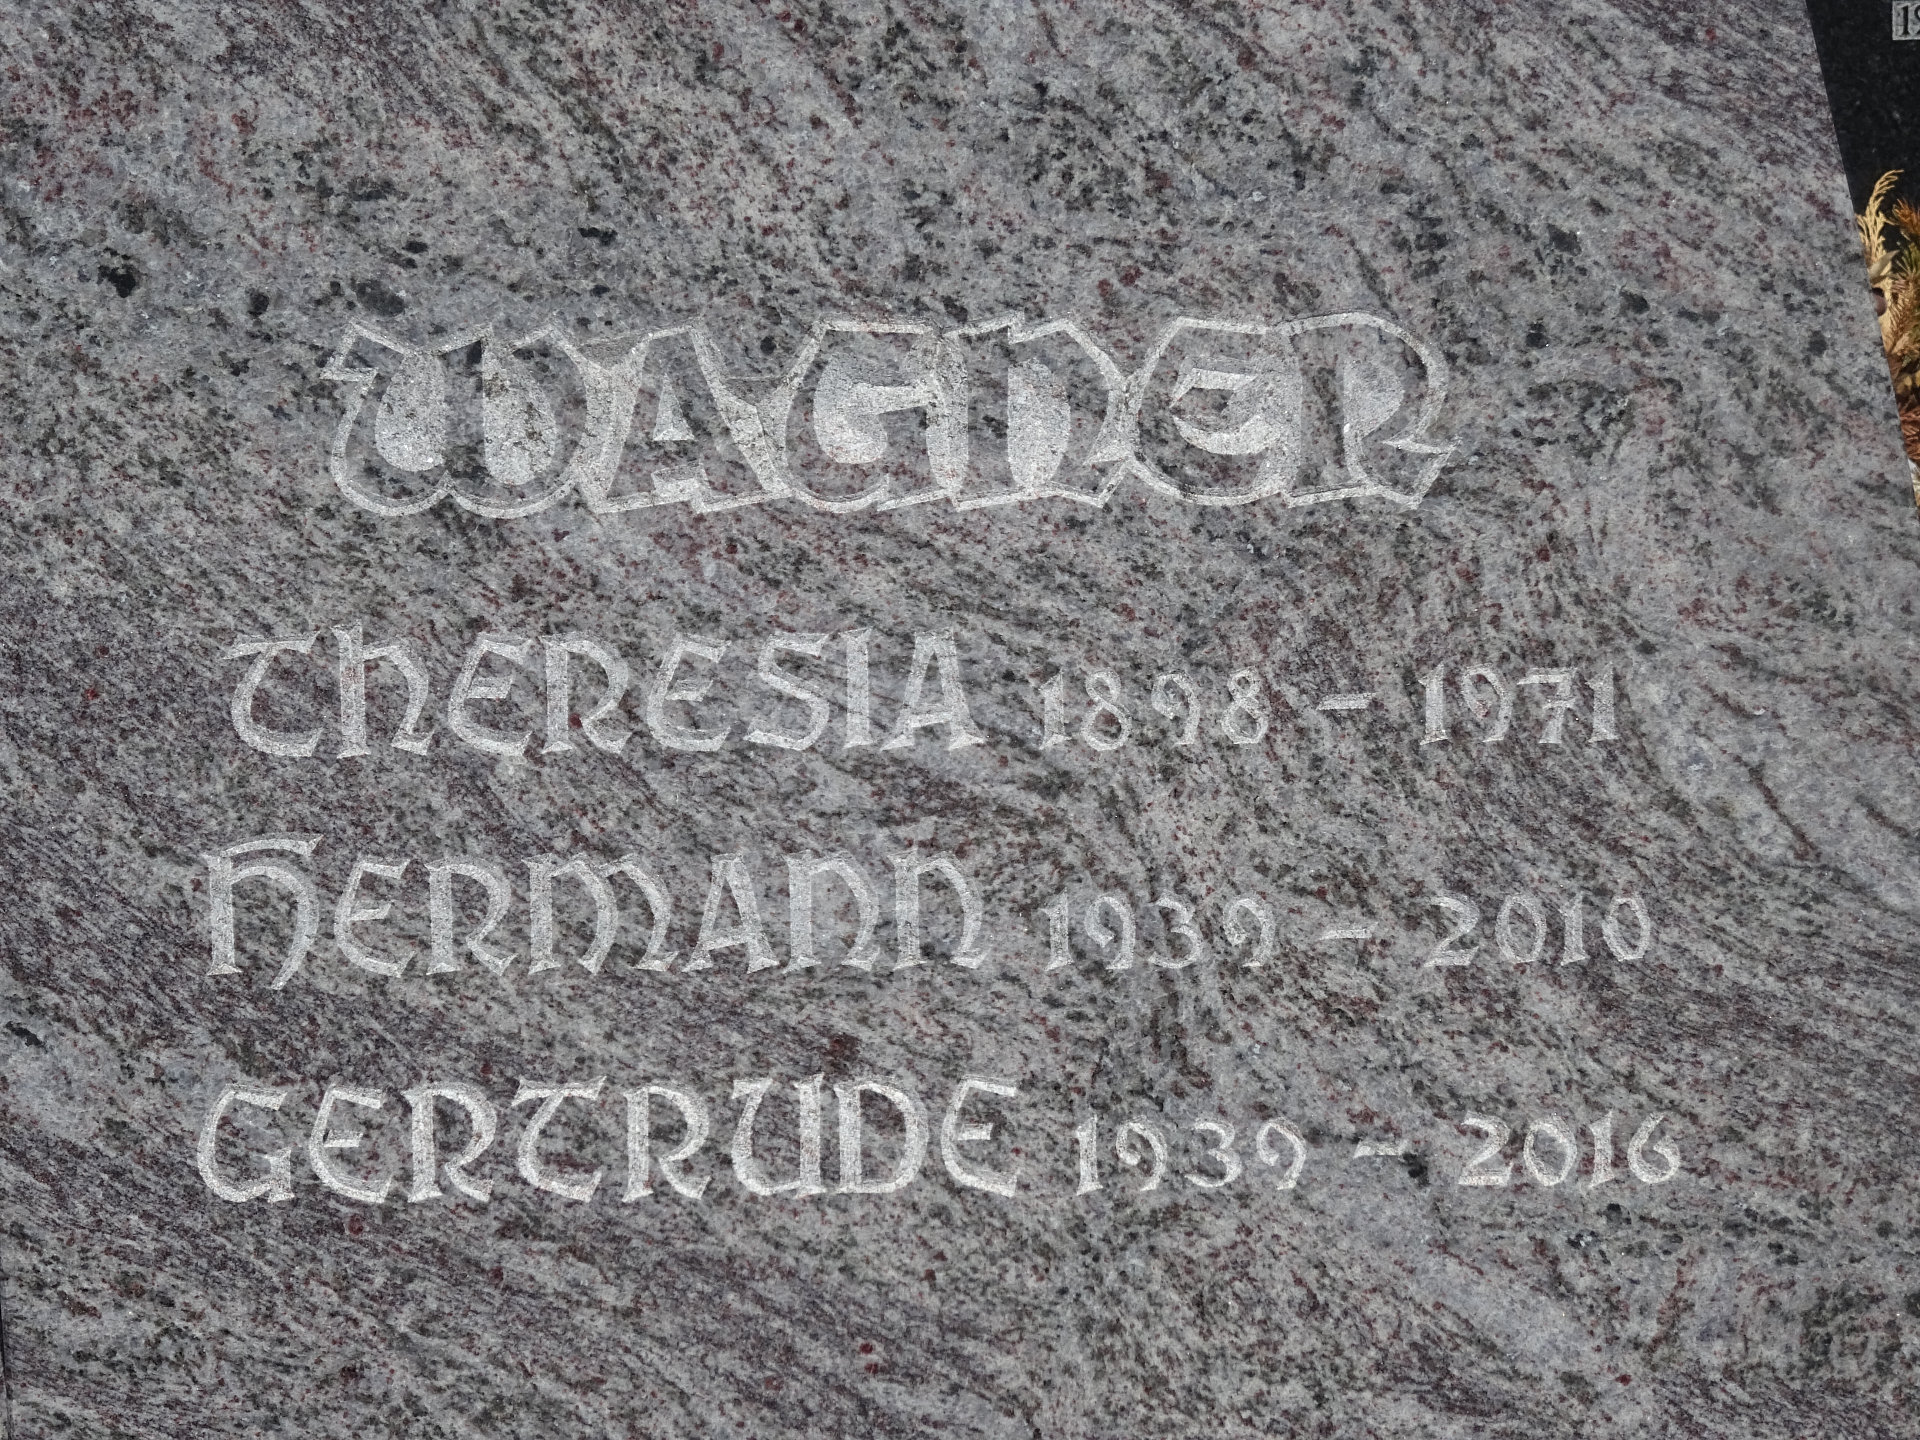 WAGNER
THERESIA 1898 - 1971
HERMANN 1939 - 2010
GERTRUDE 1939 - 2016